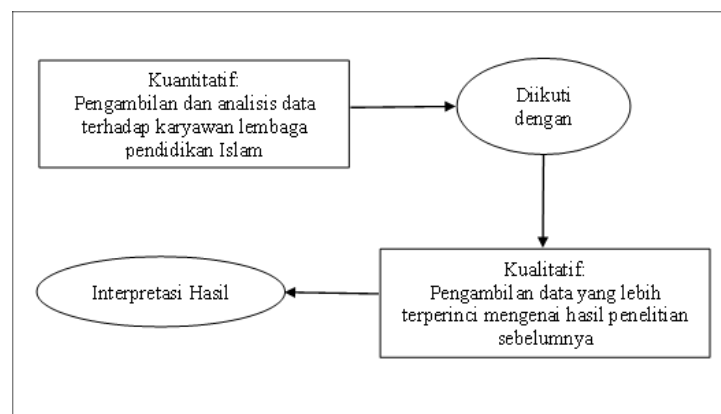 Kuantitatif:
Pengambilan dan analisis data
terhadap karyawan lembaga
pendidikan Islam
Diikuti
dengan
Kualitatif:
Pengambilan data yang lebih
terperinci mengenai hasil penelitian
sebelumnya
Interpretasi Hasil